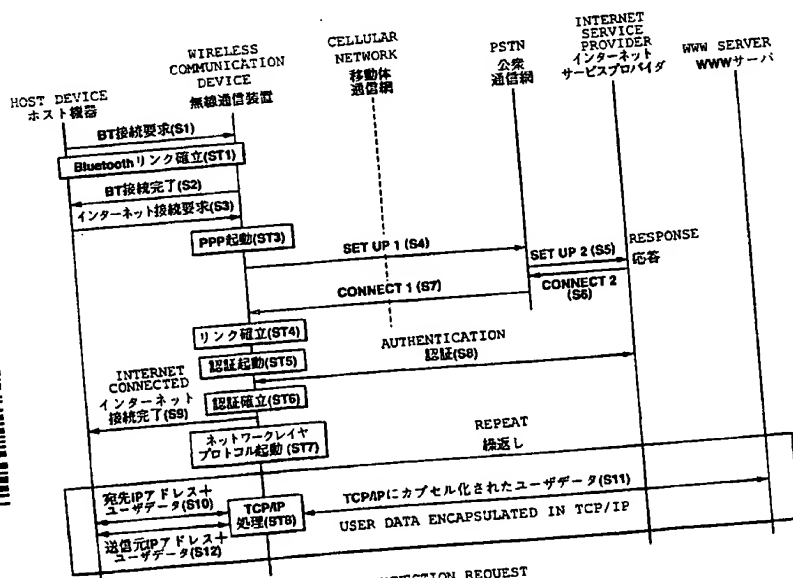 HOST DEVICE
ホスト機器
WIRELESS
COMMUNICATION
DEVICE
無線通信装置
CELLULAR
NETWORK
移動体
通信網
PSTN
公衆
通信網
INTERNET
SERVICE
PROVIDER
インターネット
サービスプロバイダ
WWW SERVER
WWWサーバ
BT接続要求(S1)
Bluetoothリンク確立(ST1)
BT接続完了(S2)
インターネット接続要求(S3)
PPP起動(ST3)
SET UP 1 (S4)
SET UP 2 (S5)
RESPONSE
応答
CONNECT 1 (S7)
CONNECT 2
(S6)
リンク確立(ST4)
認証起動(ST5)
AUTHENTICATION
認証(S8)
INTERNET
CONNECTED
インターネット
接続完了(S9)
認証確立(ST6)
ネットワークレイヤ
プロトコル起動(ST7)
REPEAT
繰返し
宛先IPアドレス+
ユーザデータ(S10)
TCP/IP
処理(ST8)
TCP/IPにカプセル化されたユーザデータ(S11)
USER DATA ENCAPSULATED IN TCP/IP
送信元IPアドレス+
ユーザデータ(S12)
REQUEST